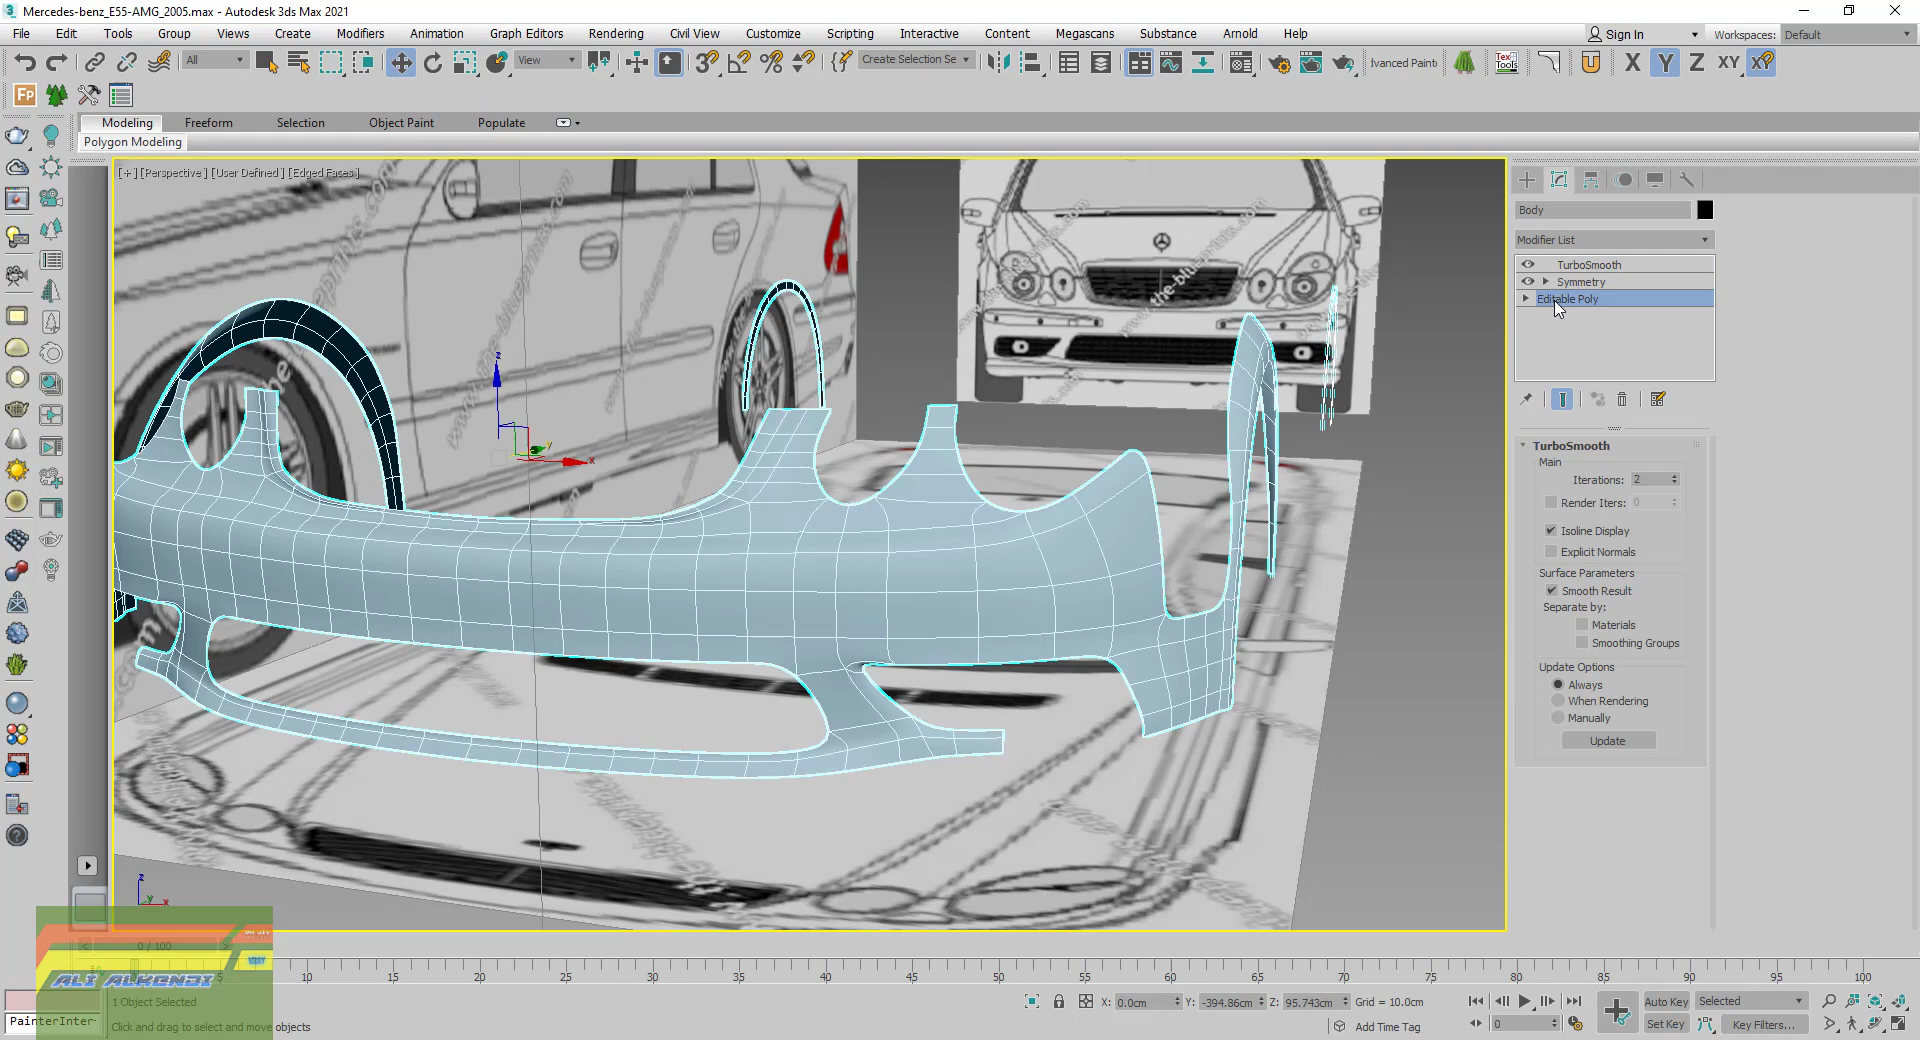 Mercedes-benz_E55-AMG_2005.max - Autodesk 3ds Max 2021
File Edit Tools Group Views Create Modifiers Animation Graph Editors Rendering Civil View Customize Scripting Interactive Content Megascans Substance Arnold Help
Sign In Workspaces: Default
All View Create Selection Se
Modeling Freeform Selection Object Paint Populate
Polygon Modeling
[ + ] [Perspective ] [User Defined ] [Edged Faces ]
Body
Modifier List
TurboSmooth
Symmetry
Editable Poly
TurboSmooth
Main
Iterations: 2
Render Iters: 0
Isoline Display
Explicit Normals
Surface Parameters
Smooth Result
Separate by:
Materials
Smoothing Groups
Update Options
Always
When Rendering
Manually
Update
0 / 100
ALI ALKENDI
5 10 15 20 25 30 35 40 45 50 55 60 65 70 75 80 85 90 95 100
1 Object Selected
X: 0.0cm Y: -394.86cm Z: 95.743cm Grid = 10.0cm
Auto Key Selected
PainterInter
Click and drag to select and move objects
Add Time Tag
0
Set Key Key Filters...